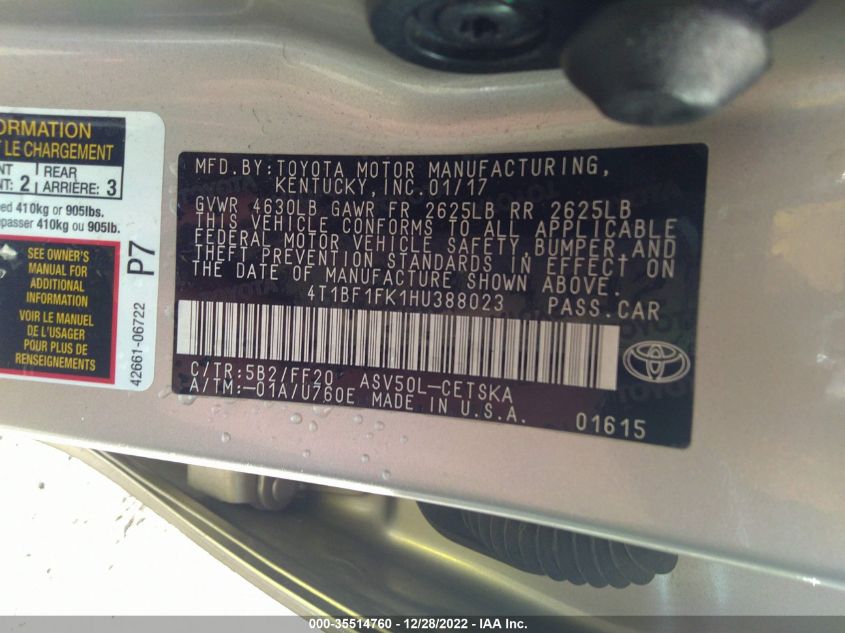 ORMATION
T LE CHARGEMENT
NT REAR
NT: 2 ARRIÈRE: 3
ed 410kg or 905lbs.
passer 410kg ou 905lb.
SEE OWNER'S
MANUAL FOR
ADDITIONAL
INFORMATION
VOIR LE MANUEL
DE L'USAGER
POUR PLUS DE
RENSEIGNEMENTS
P7
42661-06722
MFD.BY:TOYOTA MOTOR MANUFACTURING,
KENTUCKY,INC.01/17
GVWR 4630LB GAWR FR 2625LB RR 2625LB
THIS VEHICLE CONFORMS TO ALL APPLICABLE
FEDERAL MOTOR VEHICLE SAFETY,BUMPER,AND
THEFT PREVENTION STANDARDS IN EFFECT ON
THE DATE OF MANUFACTURE SHOWN ABOVE.
4T1BF1FK1HU388023 PASS.CAR
C/TR:5B2/FF20 ASV50L-CETSKA
A/TM:-01A/U760E MADE IN U.S.A.
01615
000-35514760 - 12/28/2022 - IAA Inc.